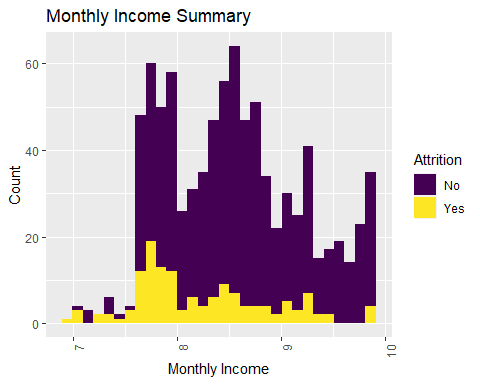 Monthly Income Summary
60
40
20
0
Count
7
8
9
10
Monthly Income
Attrition
No
Yes